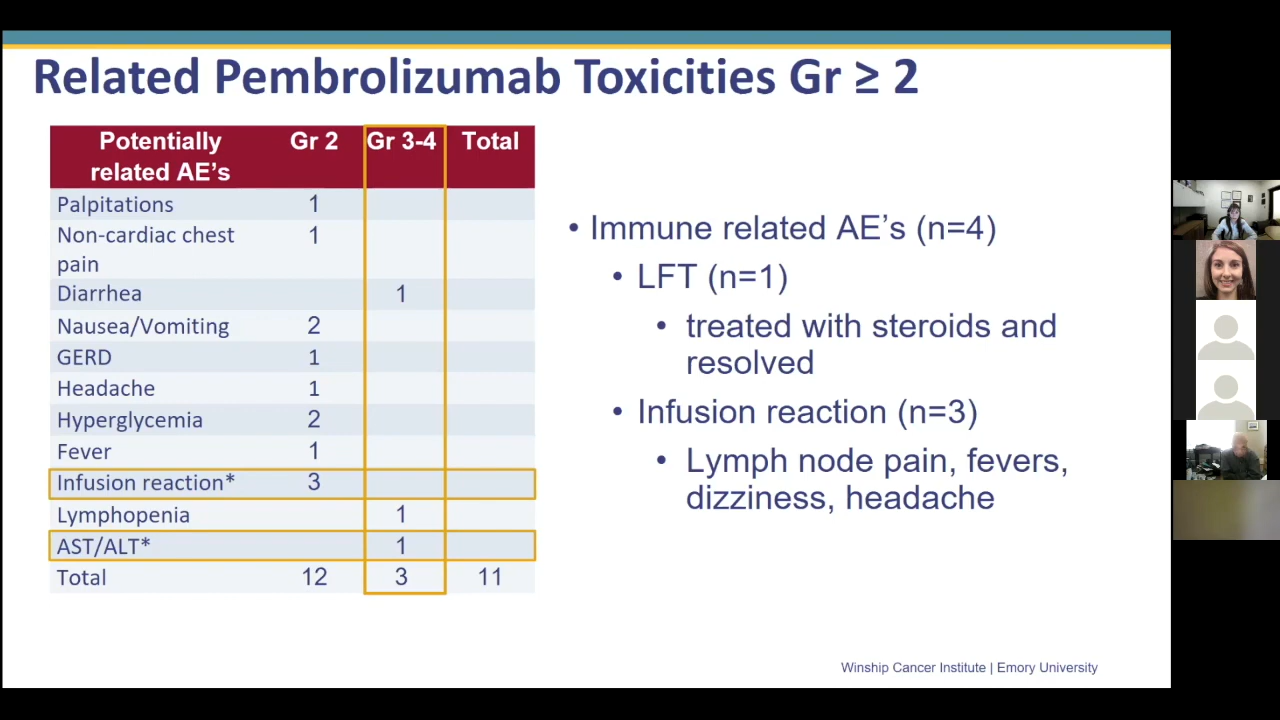 Related Pembrolizumab Toxicities Gr ≥ 2
Potentially related AE's Gr 2 Gr 3-4 Total
Palpitations 1
Non-cardiac chest pain 1
Diarrhea 1
Nausea/Vomiting 2
GERD 1
Headache 1
Hyperglycemia 2
Fever 1
Infusion reaction* 3
Lymphopenia 1
AST/ALT* 1
Total 12 3 11
• Immune related AE's (n=4)
• LFT (n=1)
• treated with steroids and
resolved
• Infusion reaction (n=3)
• Lymph node pain, fevers,
dizziness, headache
Winship Cancer Institute | Emory University